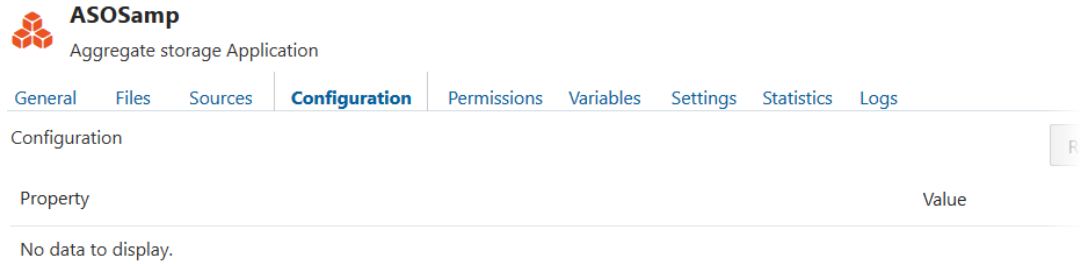 ASOSamp
Aggregate storage Application
General Files Sources Configuration Permissions Variables Settings Statistics Logs
Configuration
Property Value
No data to display.